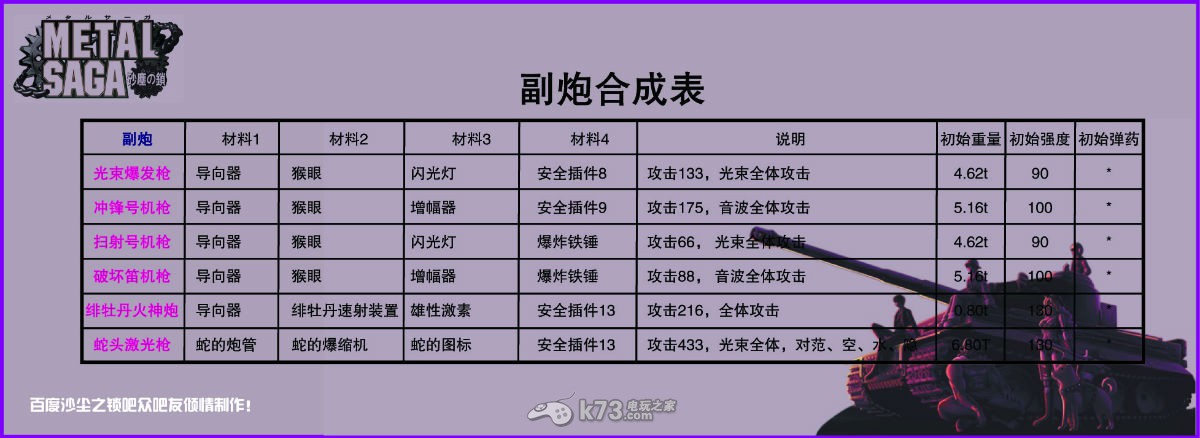 メタルサーガ
METAL
SAGA 砂塵の鎖
副炮合成表
副炮 材料1 材料2 材料3 材料4 说明 初始重量 初始强度 初始弹药
光束爆发枪 导向器 猴眼 闪光灯 安全插件8 攻击133，光束全体攻击 4.62t 90 *
冲锋号机枪 导向器 猴眼 增幅器 安全插件9 攻击175，音波全体攻击 5.16t 100 *
扫射号机枪 导向器 猴眼 闪光灯 爆炸铁锤 攻击66， 光束全体攻击 4.62t 90 *
破坏笛机枪 导向器 猴眼 增幅器 爆炸铁锤 攻击88， 音波全体攻击 5.16t 100 *
绯牡丹火神炮 导向器 绯牡丹速射装置 雄性激素 安全插件13 攻击216，全体攻击 0.80t 130 *
蛇头激光枪 蛇的炮管 蛇的爆缩机 蛇的图标 安全插件13 攻击433，光束全体，对范、空、水、隐 6.80T 130 *
百度沙尘之锁吧众吧友倾情制作！
k73 电玩之家
.com